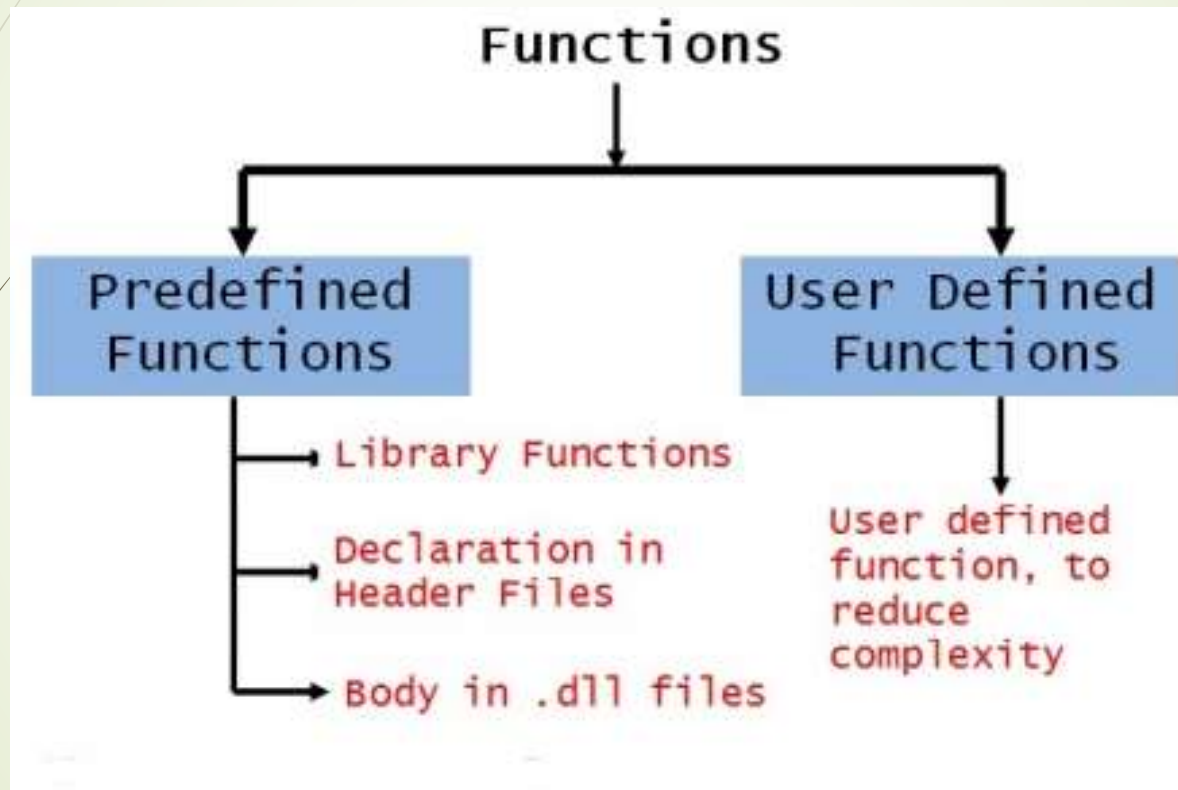 Functions
Predefined
Functions
Library Functions
Declaration in
Header Files
Body in .dll files
User Defined
Functions
User defined
function, to
reduce
complexity